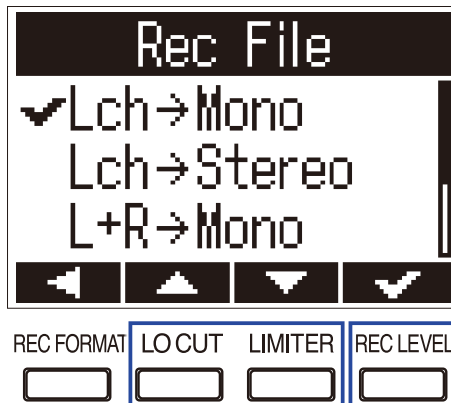 Rec File
✔Lch→Mono
Lch→Stereo
L+R→Mono
REC FORMAT LO CUT LIMITER REC LEVEL